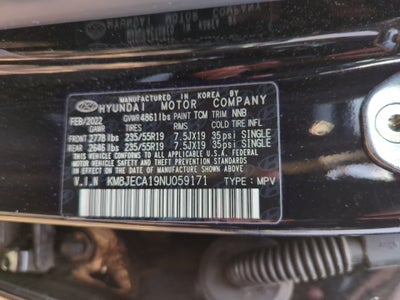 MANUFACTURED IN KOREA BY
HYUNDAI MOTOR COMPANY
FEB/2022 GVWR 4861lbs PAINT TCM TRIM NNB
GAWR TIRES RIMS COLD TIRE INFL
FRONT 2778 lbs 235/55R19 7.5JX19 35psi SINGLE
REAR 2646 lbs 235/55R19 7.5JX19 35psi SINGLE
THIS VEHICLE CONFORMS TO ALL APPLICABLE
U.S. FEDERAL MOTOR VEHICLE SAFETY AND
THEFT PREVENTION STANDARDS IN EFFECT ON
THE DATE OF MANUFACTURE SHOWN ABOVE.
V.I.N KM8JECA19NU059171 TYPE: MPV